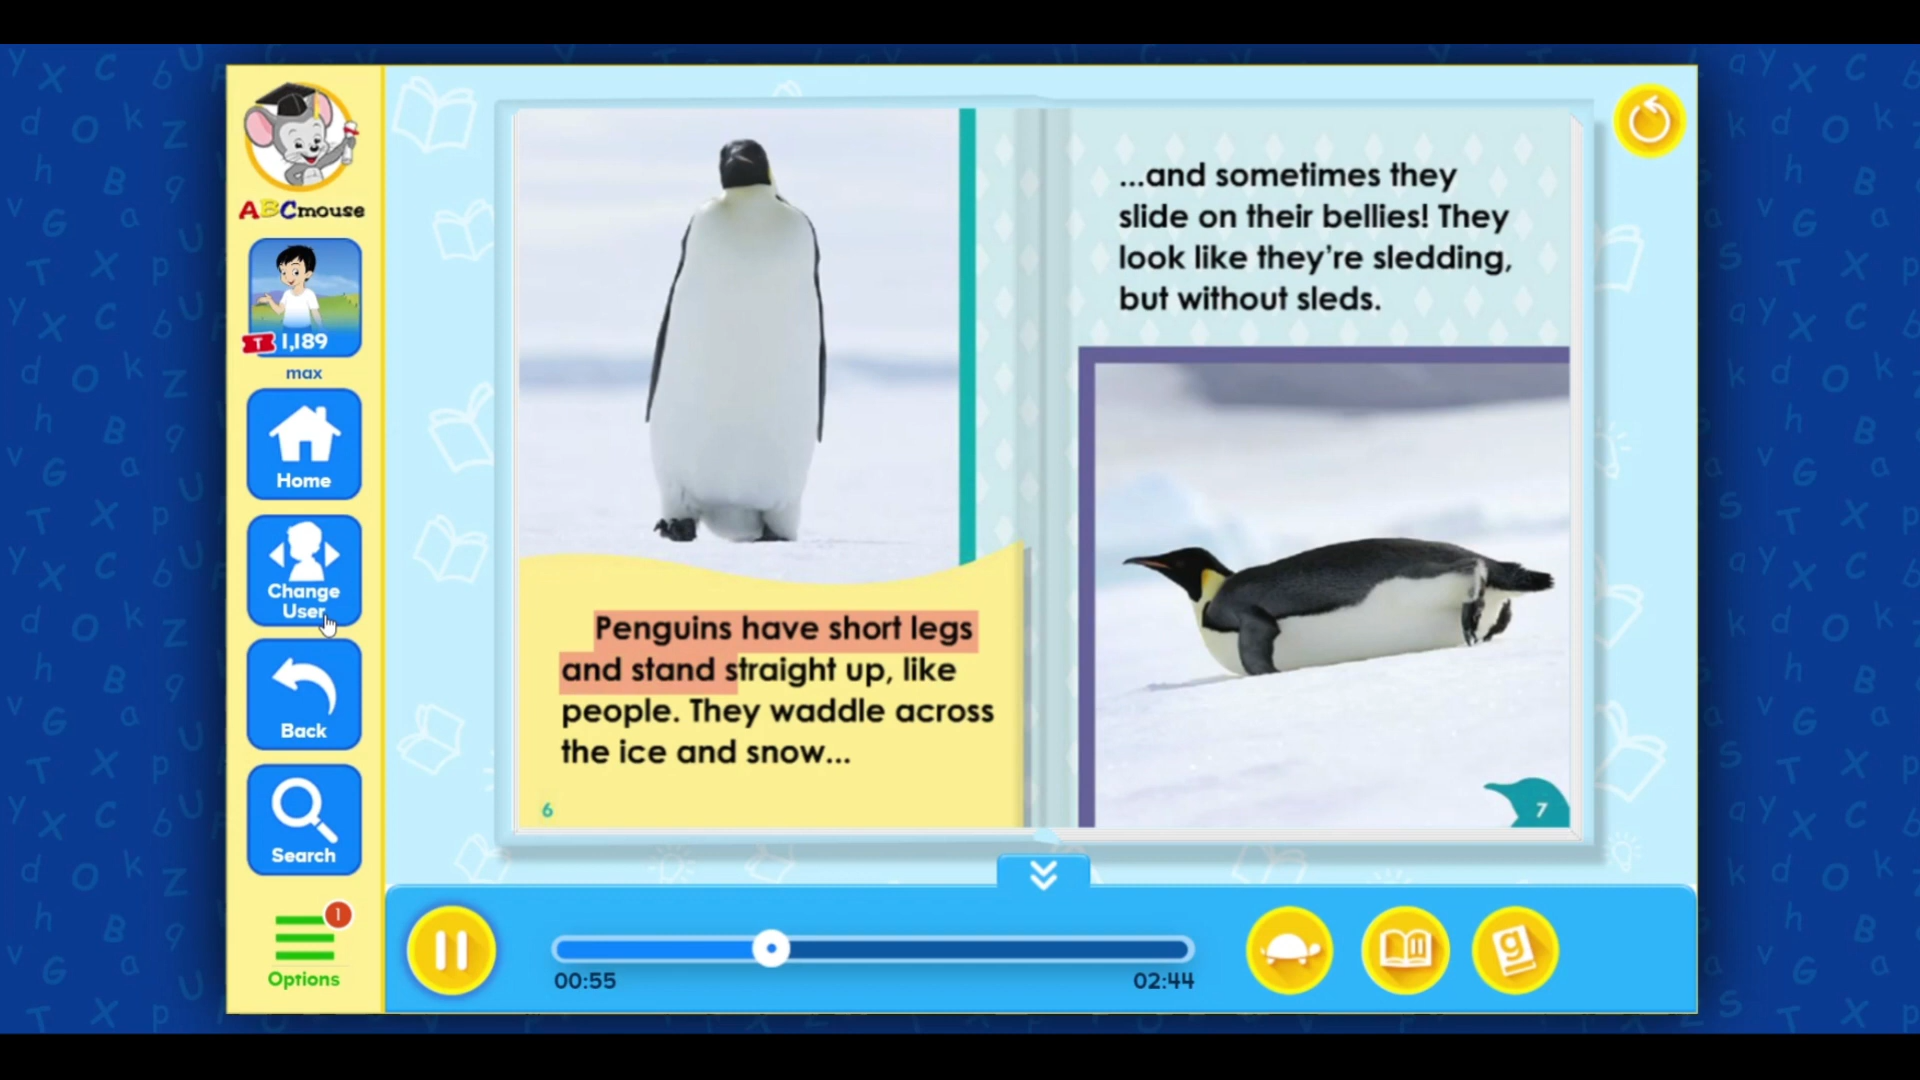 ABCmouse
T 1,189
max
Home
Change
User
Back
Search
1
Options
Penguins have short legs
and stand straight up, like
people. They waddle across
the ice and snow...
6
...and sometimes they
slide on their bellies! They
look like they're sledding,
but without sleds.
7
00:55
02:44
g